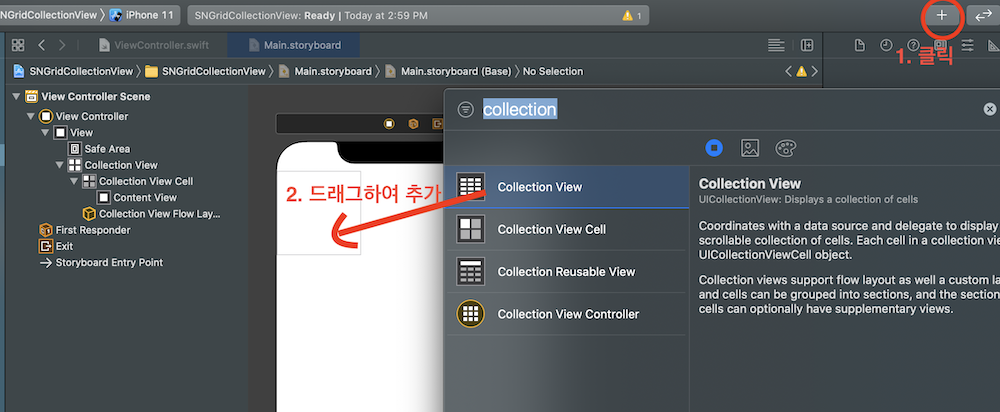 SNGridCollectionView
iPhone 11
SNGridCollectionView: Ready | Today at 2:59 PM
1
ViewController.swift
Main.storyboard
1. 클릭
SNGridCollectionView
SNGridCollectionView
Main.storyboard
Main.storyboard (Base)
No Selection
View Controller Scene
View Controller
View
Safe Area
Collection View
Collection View Cell
Content View
Collection View Flow Lay...
First Responder
Exit
Storyboard Entry Point
2. 드래그하여 추가
collection
Collection View
Collection View Cell
Collection Reusable View
Collection View Controller
Collection View
UICollectionView: Displays a collection of cells
Coordinates with a data source and delegate to display
scrollable collection of cells. Each cell in a collection vie
UICollectionViewCell object.
Collection views support flow layout as well a custom la
and cells can be grouped into sections, and the section
cells can optionally have supplementary views.